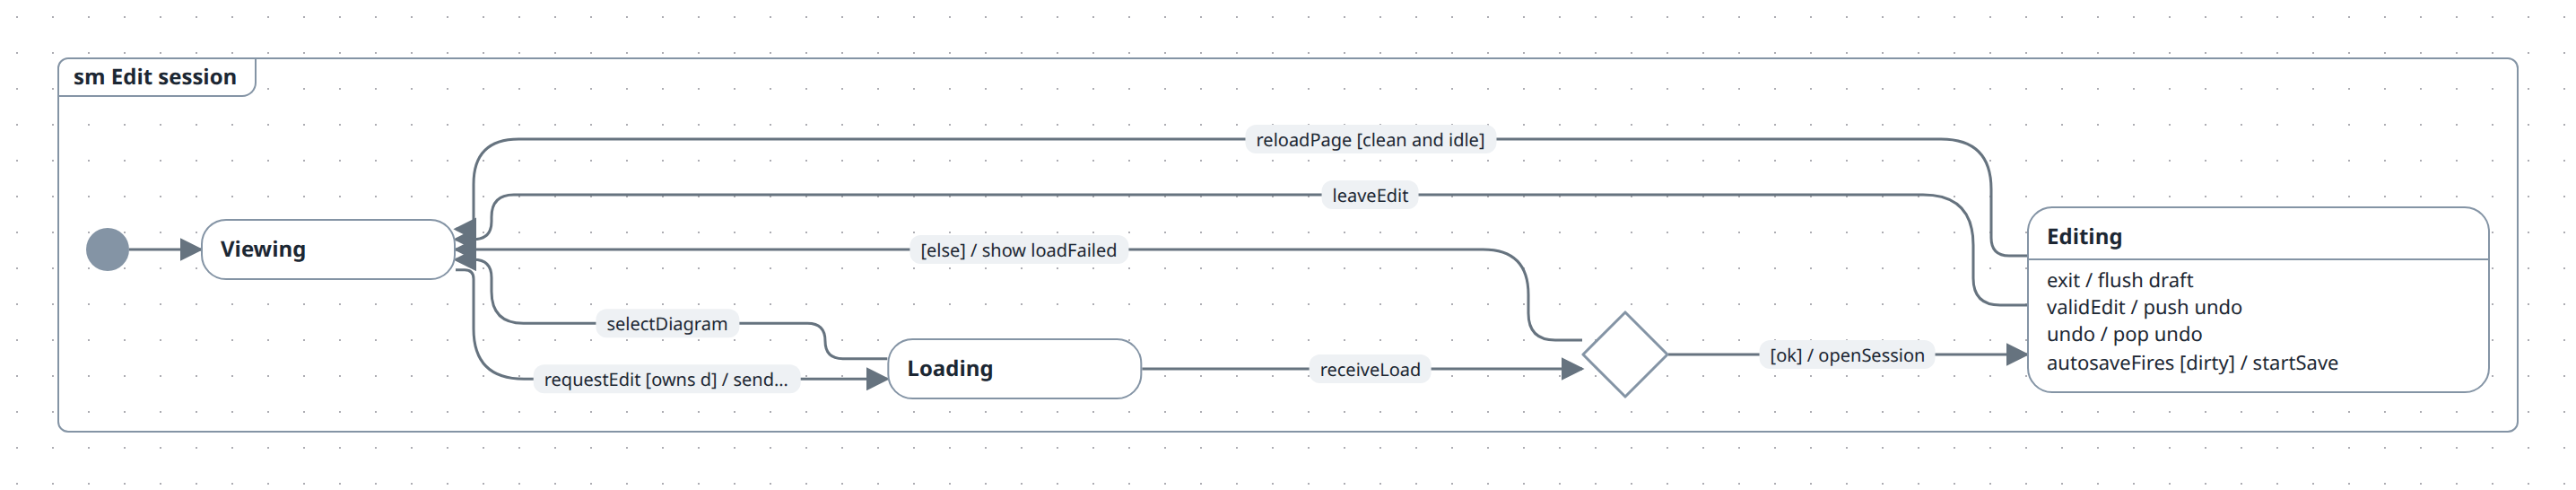 sm Edit session
reloadPage [clean and idle]
leaveEdit
Viewing
[else] / show loadFailed
selectDiagram
requestEdit [owns d] / send...
Loading
receiveLoad
[ok] / openSession
Editing
exit / flush draft
validEdit / push undo
undo / pop undo
autosaveFires [dirty] / startSave